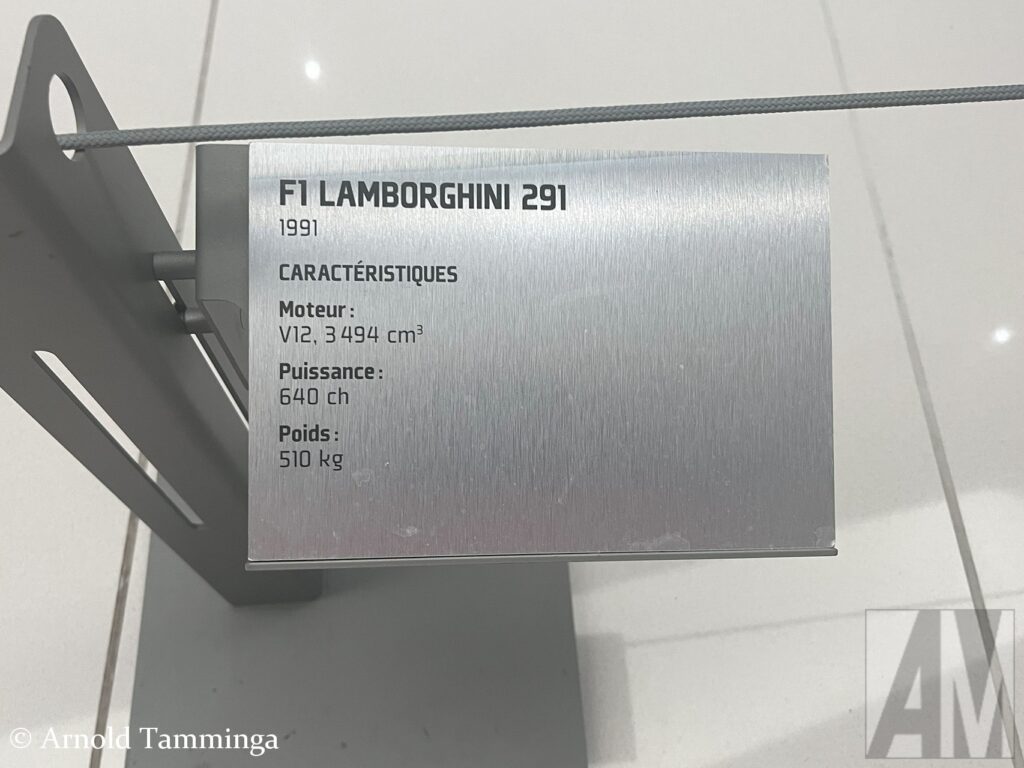 F1 LAMBORGHINI 291
1991
CARACTÉRISTIQUES
Moteur :
V12, 3 494 cm³
Puissance :
640 ch
Poids :
510 kg
AM
© Arnold Tamminga